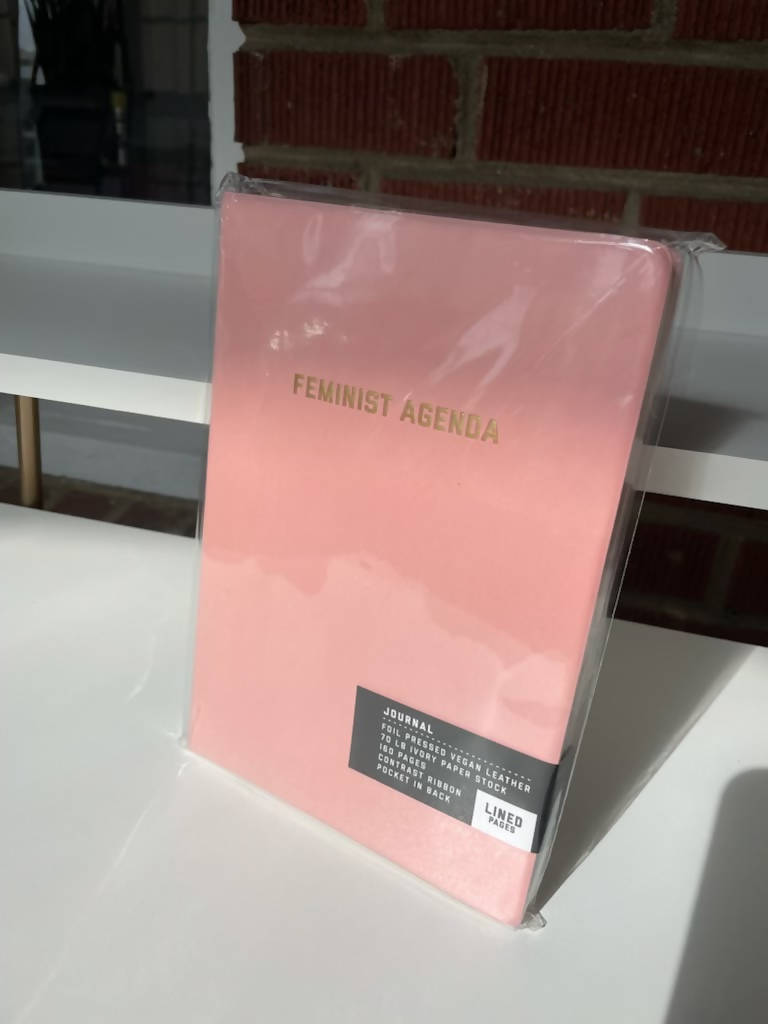 FEMINIST AGENDA
JOURNAL
FOIL PRESSED VEGAN LEATHER
70 LB IVORY PAPER STOCK
160 PAGES
CONTRAST RIBBON
POCKET IN BACK
LINED
PAGES